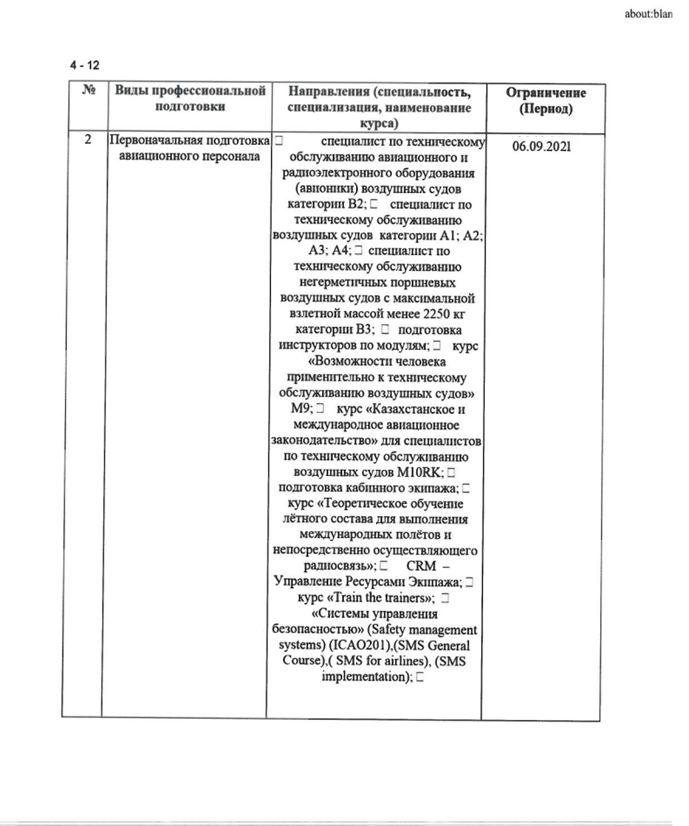 about:blan
4 - 12
№
Виды профессиональной
подготовки
Направления (специальность,
специализация, наименование
курса)
Ограничение
(Период)
2
Первоначальная подготовка
авиационного персонала
□ специалист по техническому
обслуживанию авиационного и
радиоэлектронного оборудования
(авионики) воздушных судов
категории В2; □ специалист по
техническому обслуживанию
воздушных судов категории А1; А2;
А3; А4; □ специалист по
техническому обслуживанию
негерметичных поршневых
воздушных судов с максимальной
взлетной массой менее 2250 кг
категории В3; □ подготовка
инструкторов по модулям; □ курс
«Возможности человека
применительно к техническому
обслуживанию воздушных судов»
М9; □ курс «Казахстанское и
международное авиационное
законодательство» для специалистов
по техническому обслуживанию
воздушных судов M10RK; □
подготовка кабинного экипажа; □
курс «Теоретическое обучение
лётного состава для выполнения
международных полётов и
непосредственно осуществляющего
радиосвязь»; □ CRM –
Управление Ресурсами Экипажа; □
курс «Train the trainers»; □
«Системы управления
безопасностью» (Safety management
systems) (ICAO201),(SMS General
Course),( SMS for airlines), (SMS
implementation); □
06.09.2021